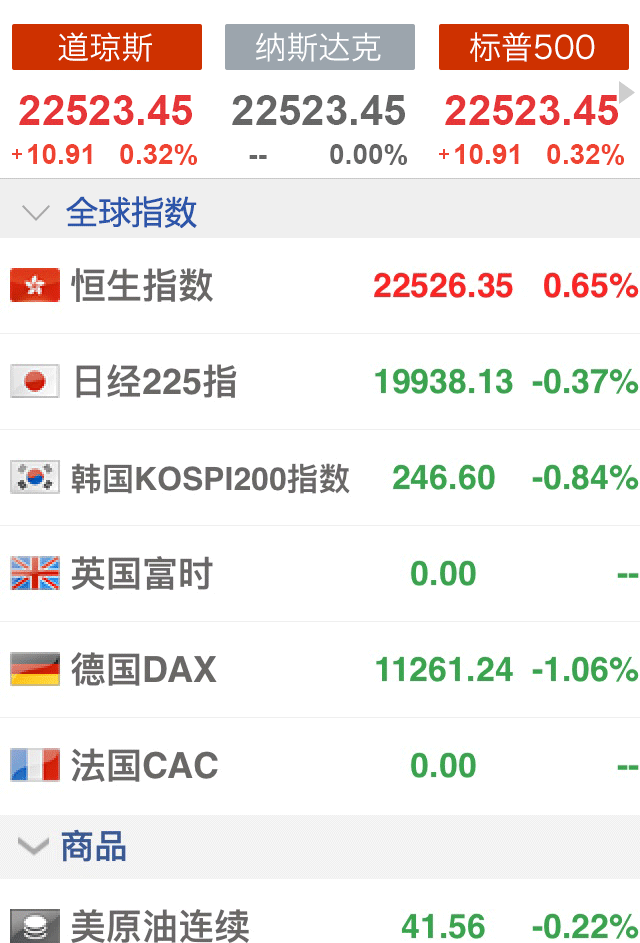 道琼斯 纳斯达克 标普500
22523.45 22523.45 22523.45
+10.91 0.32% -- 0.00% +10.91 0.32%
全球指数
恒生指数 22526.35 0.65%
日经225指 19938.13 -0.37%
韩国KOSPI200指数 246.60 -0.84%
英国富时 0.00 --
德国DAX 11261.24 -1.06%
法国CAC 0.00 --
商品
美原油连续 41.56 -0.22%